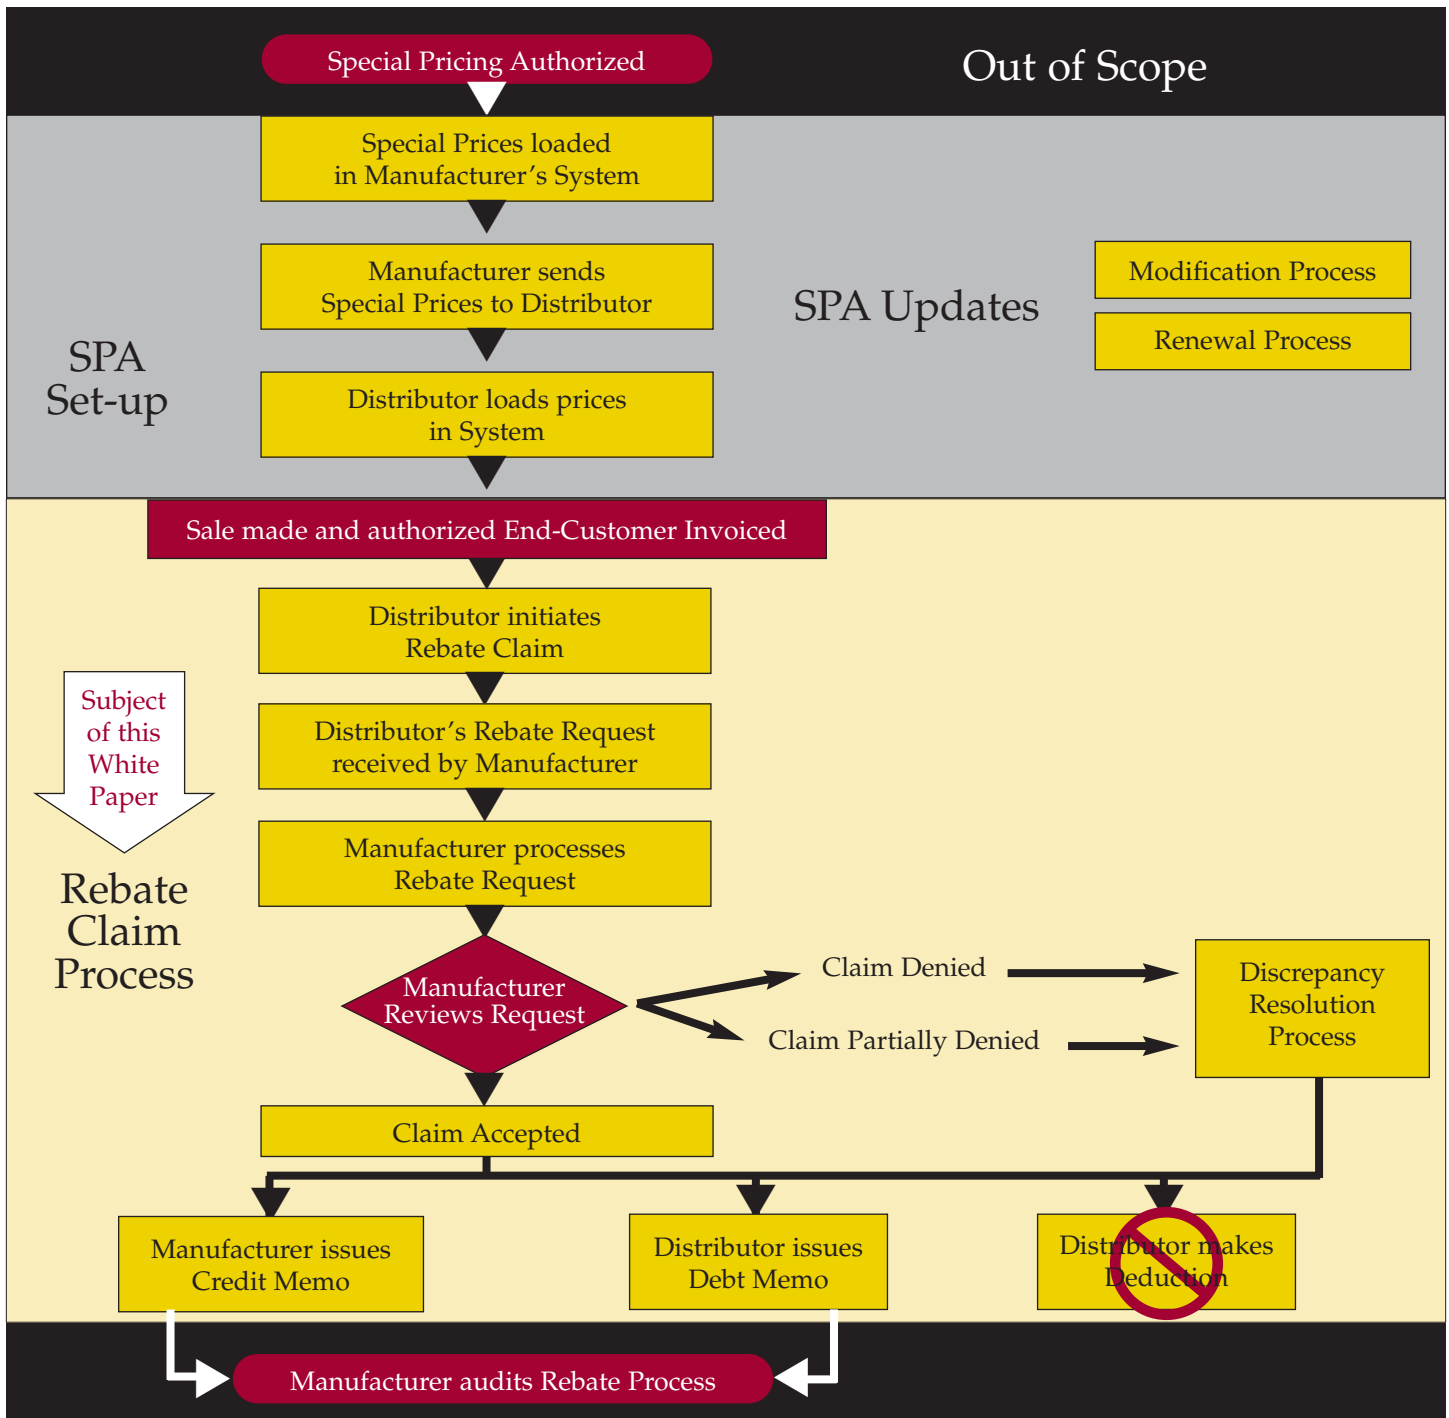 Special Pricing Authorized
Out of Scope
Special Prices loaded
in Manufacturer's System
Manufacturer sends
Special Prices to Distributor
SPA Updates
Modification Process
Renewal Process
SPA
Set-up
Distributor loads prices
in System
Sale made and authorized End-Customer Invoiced
Distributor initiates
Rebate Claim
Subject
of this
White
Paper
Distributor's Rebate Request
received by Manufacturer
Manufacturer processes
Rebate Request
Rebate
Claim
Process
Manufacturer
Reviews Request
Claim Denied
Claim Partially Denied
Discrepancy
Resolution
Process
Claim Accepted
Manufacturer issues
Credit Memo
Distributor issues
Debt Memo
Distributor makes
Deduction
Manufacturer audits Rebate Process